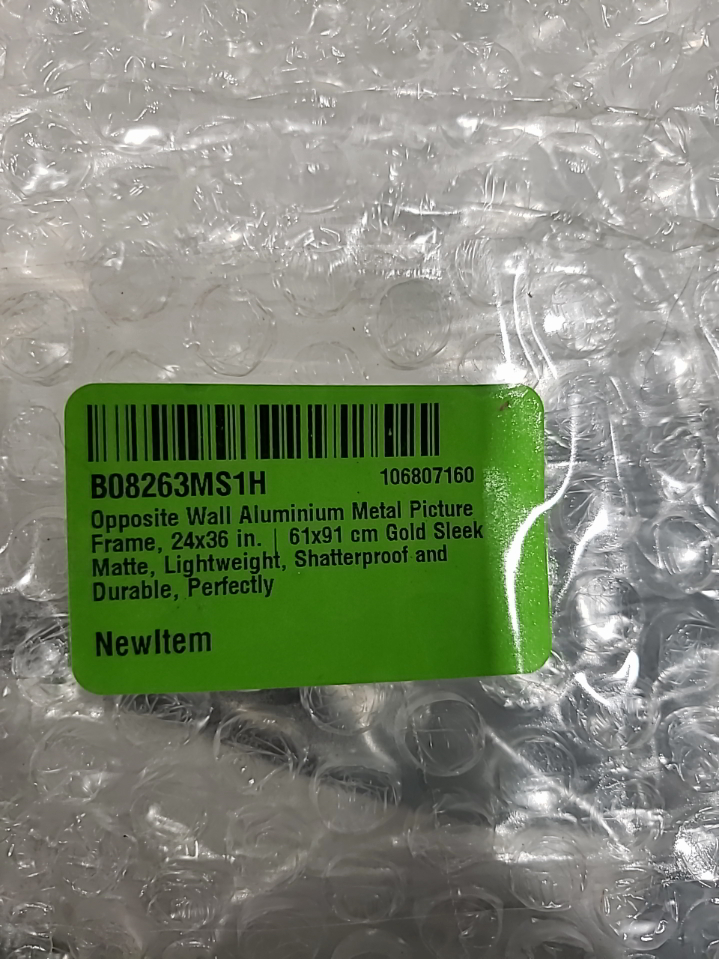 B08263MS1H 106807160
Opposite Wall Aluminium Metal Picture
Frame, 24x36 in. | 61x91 cm Gold Sleek
Matte, Lightweight, Shatterproof and
Durable, Perfectly
NewItem